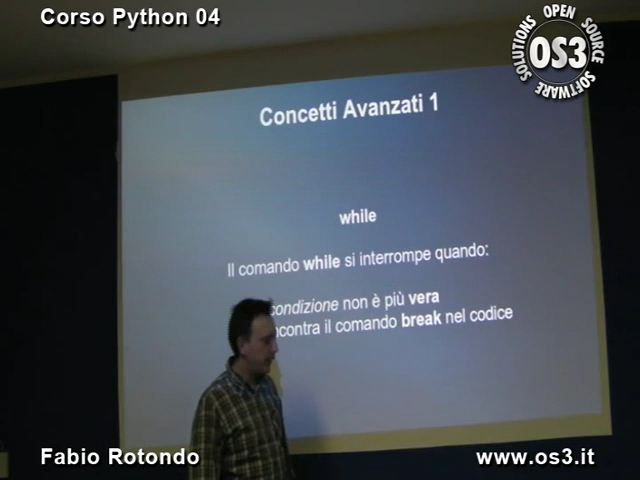 Corso Python 04
SOLUTIONS OPEN SOURCE SOFTWARE
OS3
Concetti Avanzati 1
while
Il comando while si interrompe quando:
condizione non è più vera
contra il comando break nel codice
Fabio Rotondo
www.os3.it